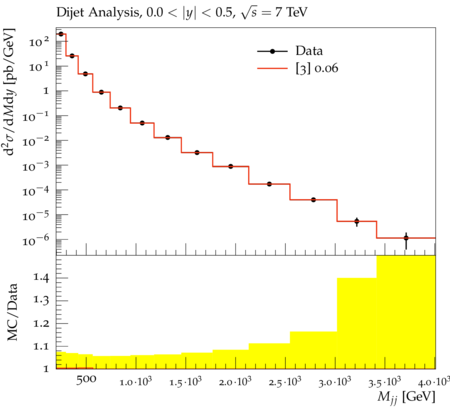 Dijet Analysis, 0.0 < |y| < 0.5, √s = 7 TeV
d²σ/dMdy [pb/GeV]
10²
10¹
1
10⁻¹
10⁻²
10⁻³
10⁻⁴
10⁻⁵
10⁻⁶
Data
[3] 0.06
MC/Data
1.4
1.3
1.2
1.1
1
500 1.0·10³ 1.5·10³ 2.0·10³ 2.5·10³ 3.0·10³ 3.5·10³ 4.0·10³
Mjj [GeV]